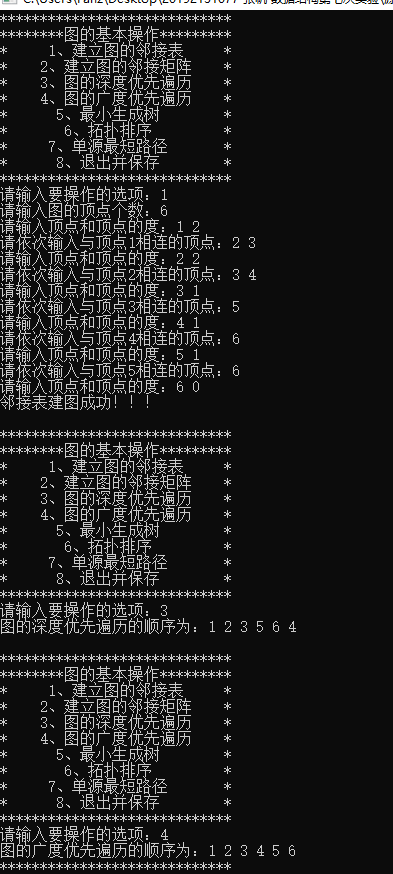 *****************************
********图的基本操作*********
*     1、建立图的邻接表     *
*    2、建立图的邻接矩阵    *
*    3、图的深度优先遍历    *
*    4、图的广度优先遍历    *
*      5、最小生成树        *
*       6、拓扑排序         *
*     7、单源最短路径       *
*      8、退出并保存        *
*****************************
请输入要操作的选项：1
请输入图的顶点个数：6
请输入顶点和顶点的度：1 2
请依次输入与顶点1相连的顶点：2 3
请输入顶点和顶点的度：2 2
请依次输入与顶点2相连的顶点：3 4
请输入顶点和顶点的度：3 1
请依次输入与顶点3相连的顶点：5
请输入顶点和顶点的度：4 1
请依次输入与顶点4相连的顶点：6
请输入顶点和顶点的度：5 1
请依次输入与顶点5相连的顶点：6
请输入顶点和顶点的度：6 0
邻接表建图成功！！！
*****************************
********图的基本操作*********
*     1、建立图的邻接表     *
*    2、建立图的邻接矩阵    *
*    3、图的深度优先遍历    *
*    4、图的广度优先遍历    *
*      5、最小生成树        *
*       6、拓扑排序         *
*     7、单源最短路径       *
*      8、退出并保存        *
*****************************
请输入要操作的选项：3
图的深度优先遍历的顺序为：1 2 3 5 6 4
*****************************
********图的基本操作*********
*     1、建立图的邻接表     *
*    2、建立图的邻接矩阵    *
*    3、图的深度优先遍历    *
*    4、图的广度优先遍历    *
*      5、最小生成树        *
*       6、拓扑排序         *
*     7、单源最短路径       *
*      8、退出并保存        *
*****************************
请输入要操作的选项：4
图的广度优先遍历的顺序为：1 2 3 4 5 6
*****************************